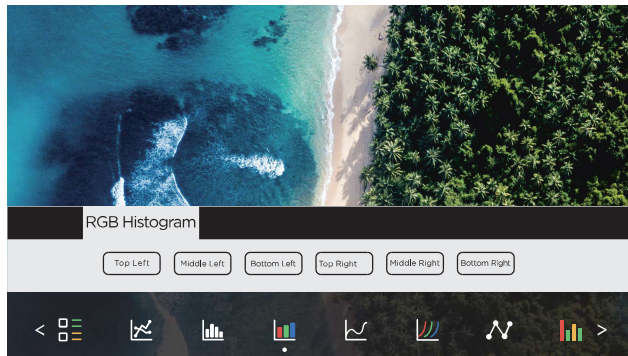 RGB Histogram
Top Left
Middle Left
Bottom Left
Top Right
Middle Right
Bottom Right